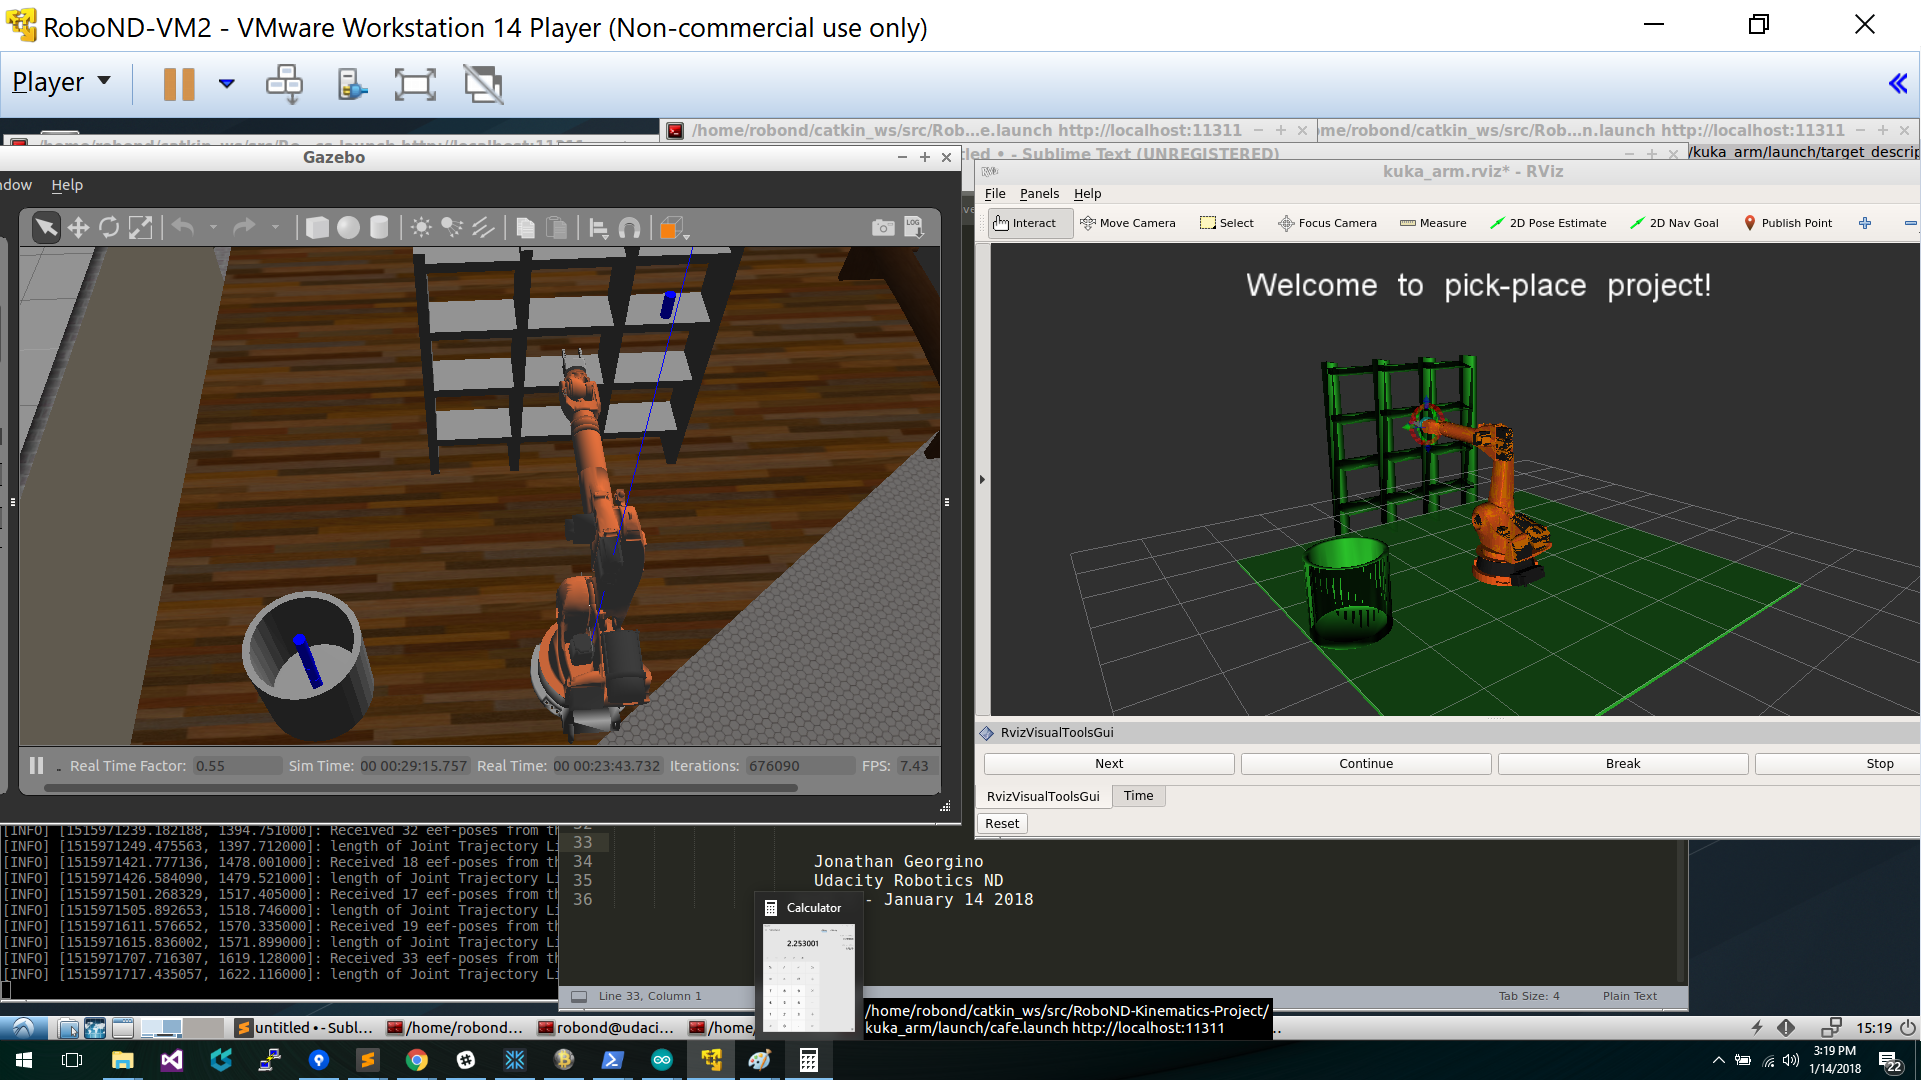 RoboND-VM2 - VMware Workstation 14 Player (Non-commercial use only)
Player
/home/robond/catkin_ws/src/Rob...e.launch http://localhost:11311
ome/robond/catkin_ws/src/Rob...n.launch http://localhost:11311
tled • - Sublime Text (UNREGISTERED)
/kuka_arm/launch/target_descrip
Gazebo
ndow Help
Real Time Factor: 0.55 Sim Time: 00 00:29:15.757 Real Time: 00 00:23:43.732 Iterations: 676090 FPS: 7.43
kuka_arm.rviz* - RViz
File Panels Help
Interact Move Camera Select Focus Camera Measure 2D Pose Estimate 2D Nav Goal Publish Point
Welcome to pick-place project!
RvizVisualToolsGui
Next Continue Break Stop
RvizVisualToolsGui Time
Reset
[INFO] [1515971239.182188, 1394.751000]: Received 32 eef-poses from th
[INFO] [1515971249.475563, 1397.712000]: length of Joint Trajectory Li
[INFO] [1515971421.777136, 1478.001000]: Received 18 eef-poses from th
[INFO] [1515971426.584090, 1479.521000]: length of Joint Trajectory Li
[INFO] [1515971501.268329, 1517.405000]: Received 17 eef-poses from th
[INFO] [1515971505.892653, 1518.746000]: length of Joint Trajectory Li
[INFO] [1515971611.576652, 1570.335000]: Received 19 eef-poses from th
[INFO] [1515971615.836002, 1571.899000]: length of Joint Trajectory Li
[INFO] [1515971707.716307, 1619.128000]: Received 33 eef-poses from th
[INFO] [1515971717.435057, 1622.116000]: length of Joint Trajectory Li
32
33
34 Jonathan Georgino
35 Udacity Robotics ND
36 - January 14 2018
Line 33, Column 1 Tab Size: 4 Plain Text
Calculator
2.253001
/home/robond/catkin_ws/src/RoboND-Kinematics-Project/
kuka_arm/launch/cafe.launch http://localhost:11311
untitled • - Subl... /home/robond... robond@udaci... /home/ 15:19
LOG
3:19 PM
1/14/2018
22